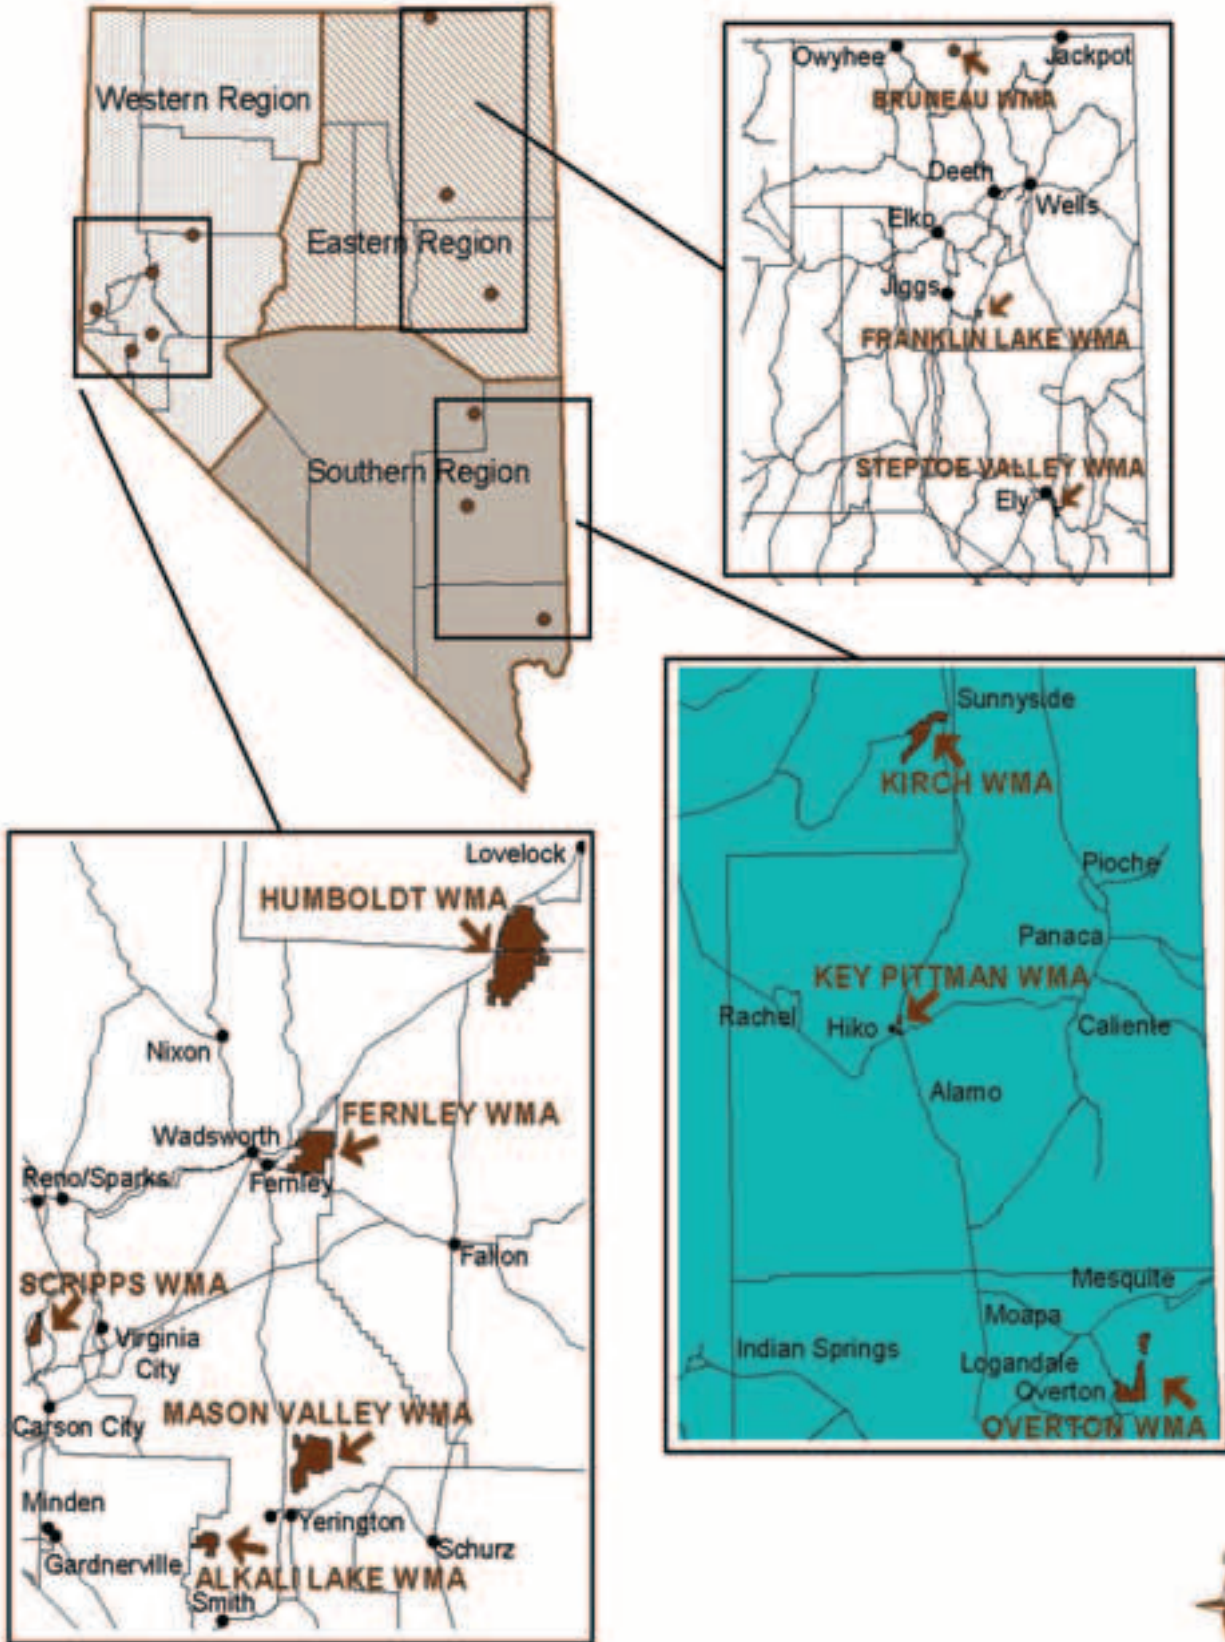 Western Region
Eastern Region
Southern Region
Owyhee
Jackpot
BRUNEAU WMA
Deeth
Wells
Elko
Jiggs
FRANKLIN LAKE WMA
STEPTOE VALLEY WMA
Ely
Sunnyside
KIRCH WMA
Pioche
Panaca
KEY PITTMAN WMA
Rachel
Hiko
Caliente
Alamo
Mesquite
Moapa
Indian Springs
Logandale
Overton
OVERTON WMA
Lovelock
HUMBOLDT WMA
Nixon
FERNLEY WMA
Wadsworth
Reno/Sparks
Fernley
Fallon
SCRIPPS WMA
Virginia
City
MASON VALLEY WMA
Carson City
Minden
Yerington
Gardnerville
Schurz
ALKALI LAKE WMA
Smith